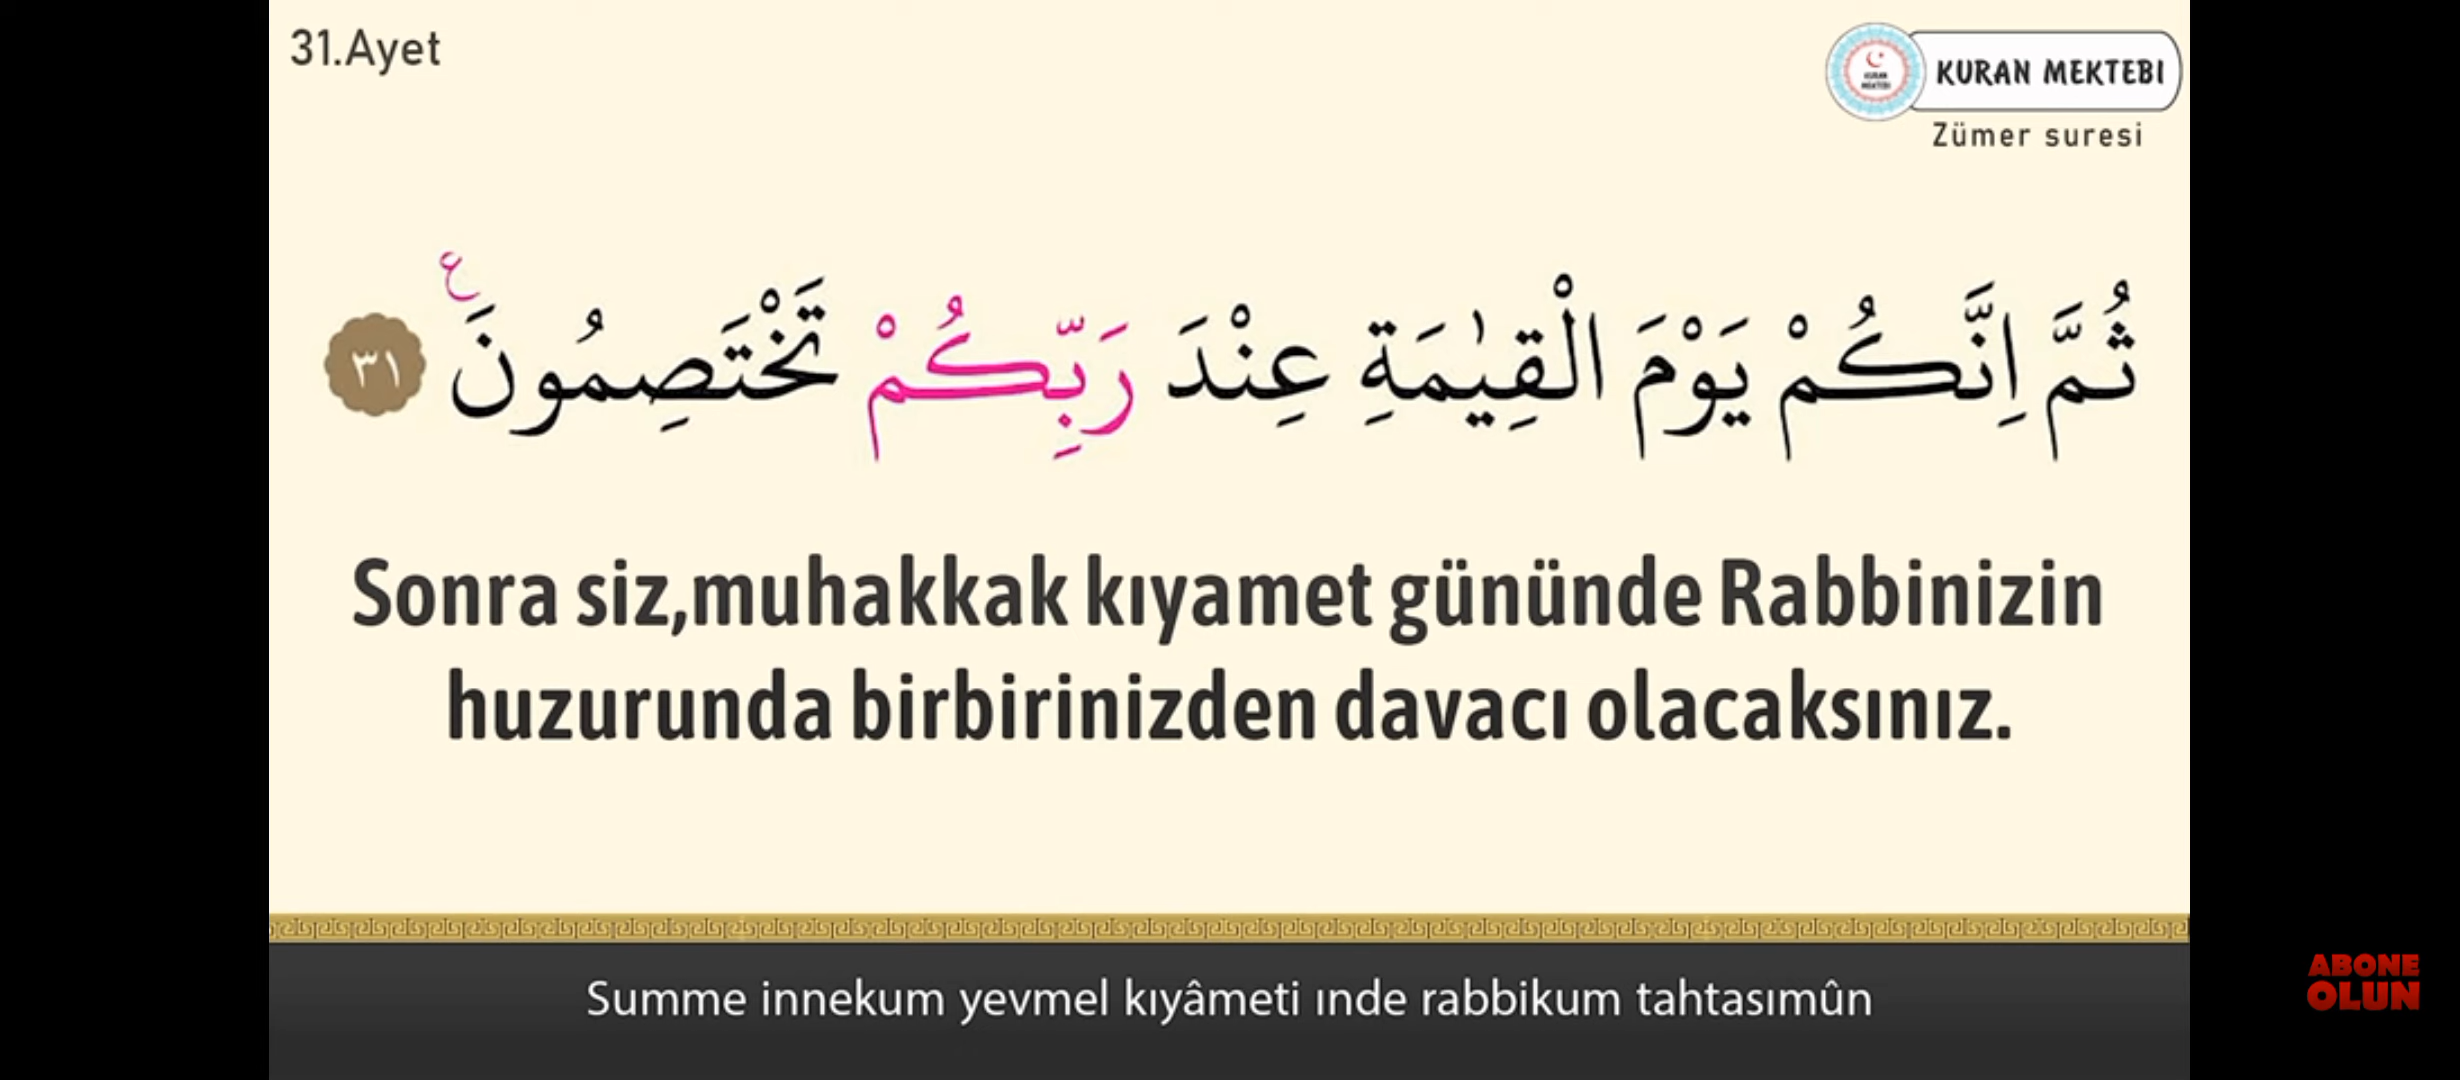 31.Ayet
KURAN MEKTEBI
Zümer suresi
ثُمَّ اِنَّكُمْ يَوْمَ الْقِيٰمَةِ عِنْدَ رَبِّكُمْ تَخْتَصِمُونَ ع ٣١
Sonra siz,muhakkak kıyamet gününde Rabbinizin
huzurunda birbirinizden davacı olacaksınız.
Summe innekum yevmel kıyâmeti ınde rabbikum tahtasımûn
ABONE
OLUN